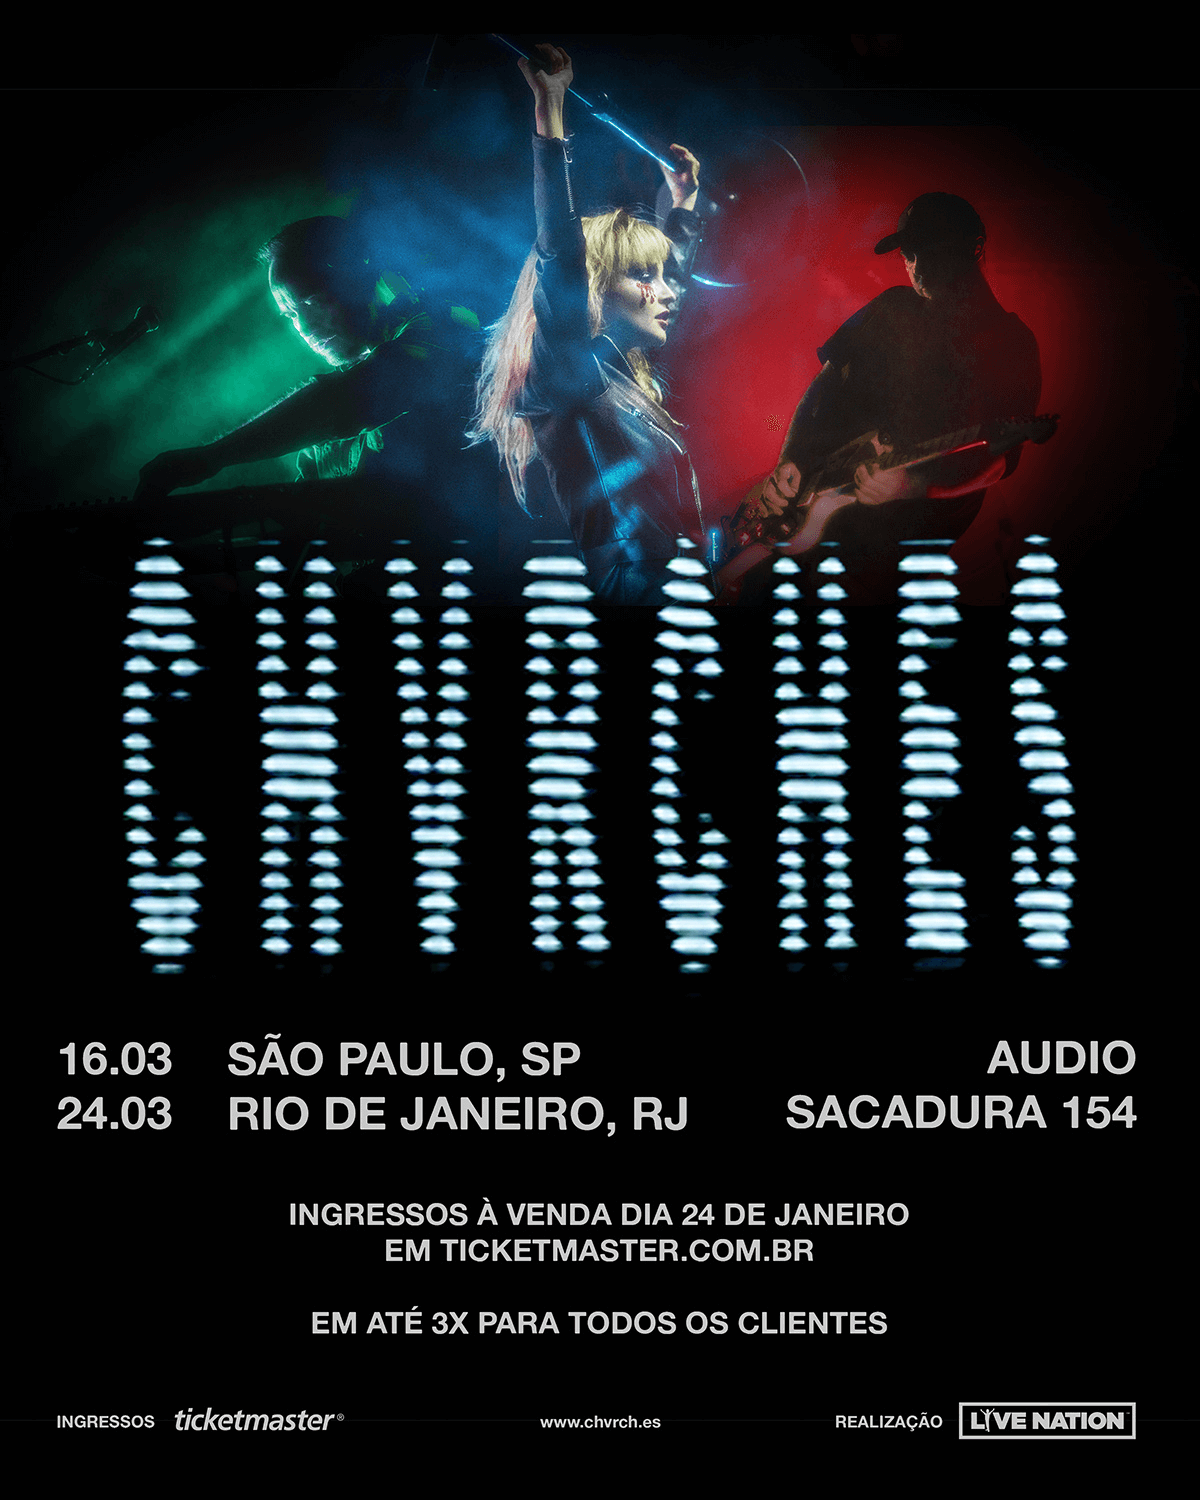 CHVRCHES
16.03 SÃO PAULO, SP AUDIO
24.03 RIO DE JANEIRO, RJ SACADURA 154
INGRESSOS À VENDA DIA 24 DE JANEIRO
EM TICKETMASTER.COM.BR
EM ATÉ 3X PARA TODOS OS CLIENTES
INGRESSOS ticketmaster® www.chvrch.es REALIZAÇÃO LIVE NATION